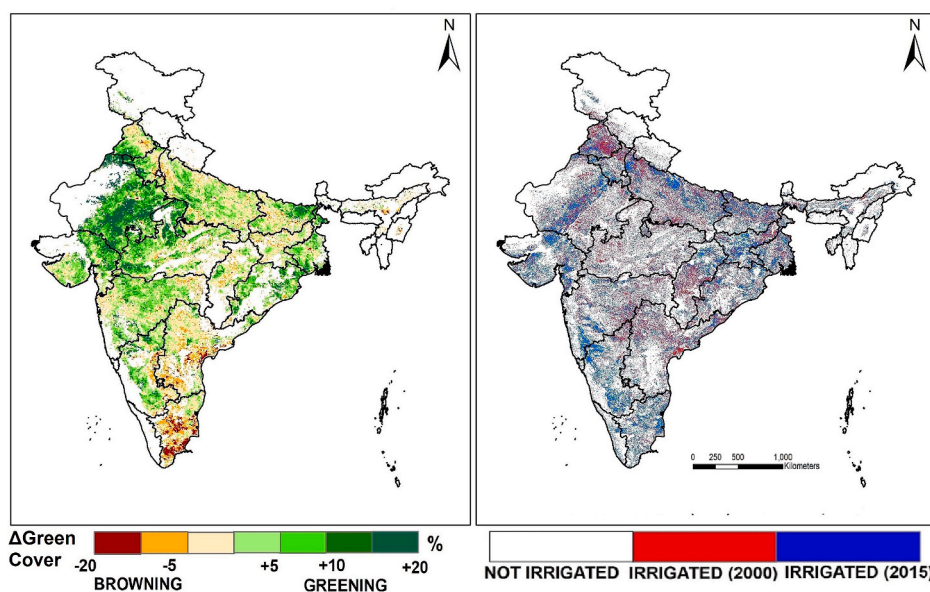 N
N
0 250 500 1,000
Kilometers
ΔGreen
Cover
%
-20 -5 +5 +10 +20
BROWNING GREENING
NOT IRRIGATED IRRIGATED (2000) IRRIGATED (2015)